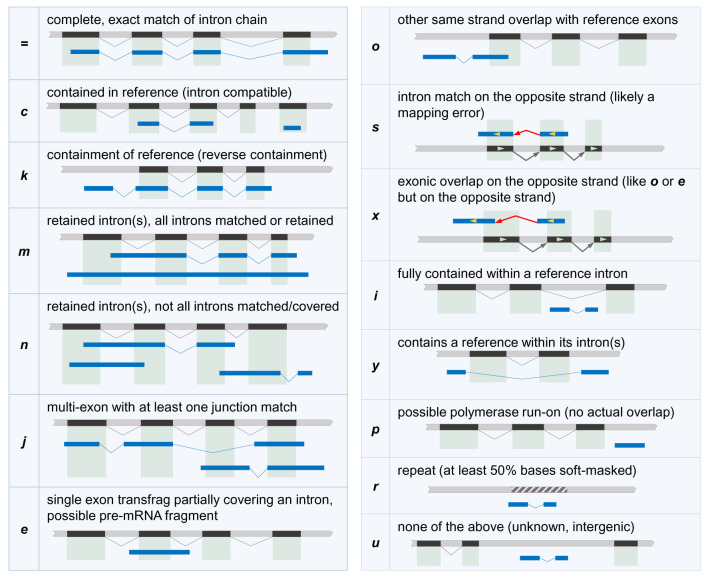 =
complete, exact match of intron chain
c
contained in reference (intron compatible)
k
containment of reference (reverse containment)
m
retained intron(s), all introns matched or retained
n
retained intron(s), not all introns matched/covered
j
multi-exon with at least one junction match
e
single exon transfrag partially covering an intron,
possible pre-mRNA fragment
o
other same strand overlap with reference exons
s
intron match on the opposite strand (likely a
mapping error)
x
exonic overlap on the opposite strand (like o or e
but on the opposite strand)
i
fully contained within a reference intron
y
contains a reference within its intron(s)
p
possible polymerase run-on (no actual overlap)
r
repeat (at least 50% bases soft-masked)
u
none of the above (unknown, intergenic)